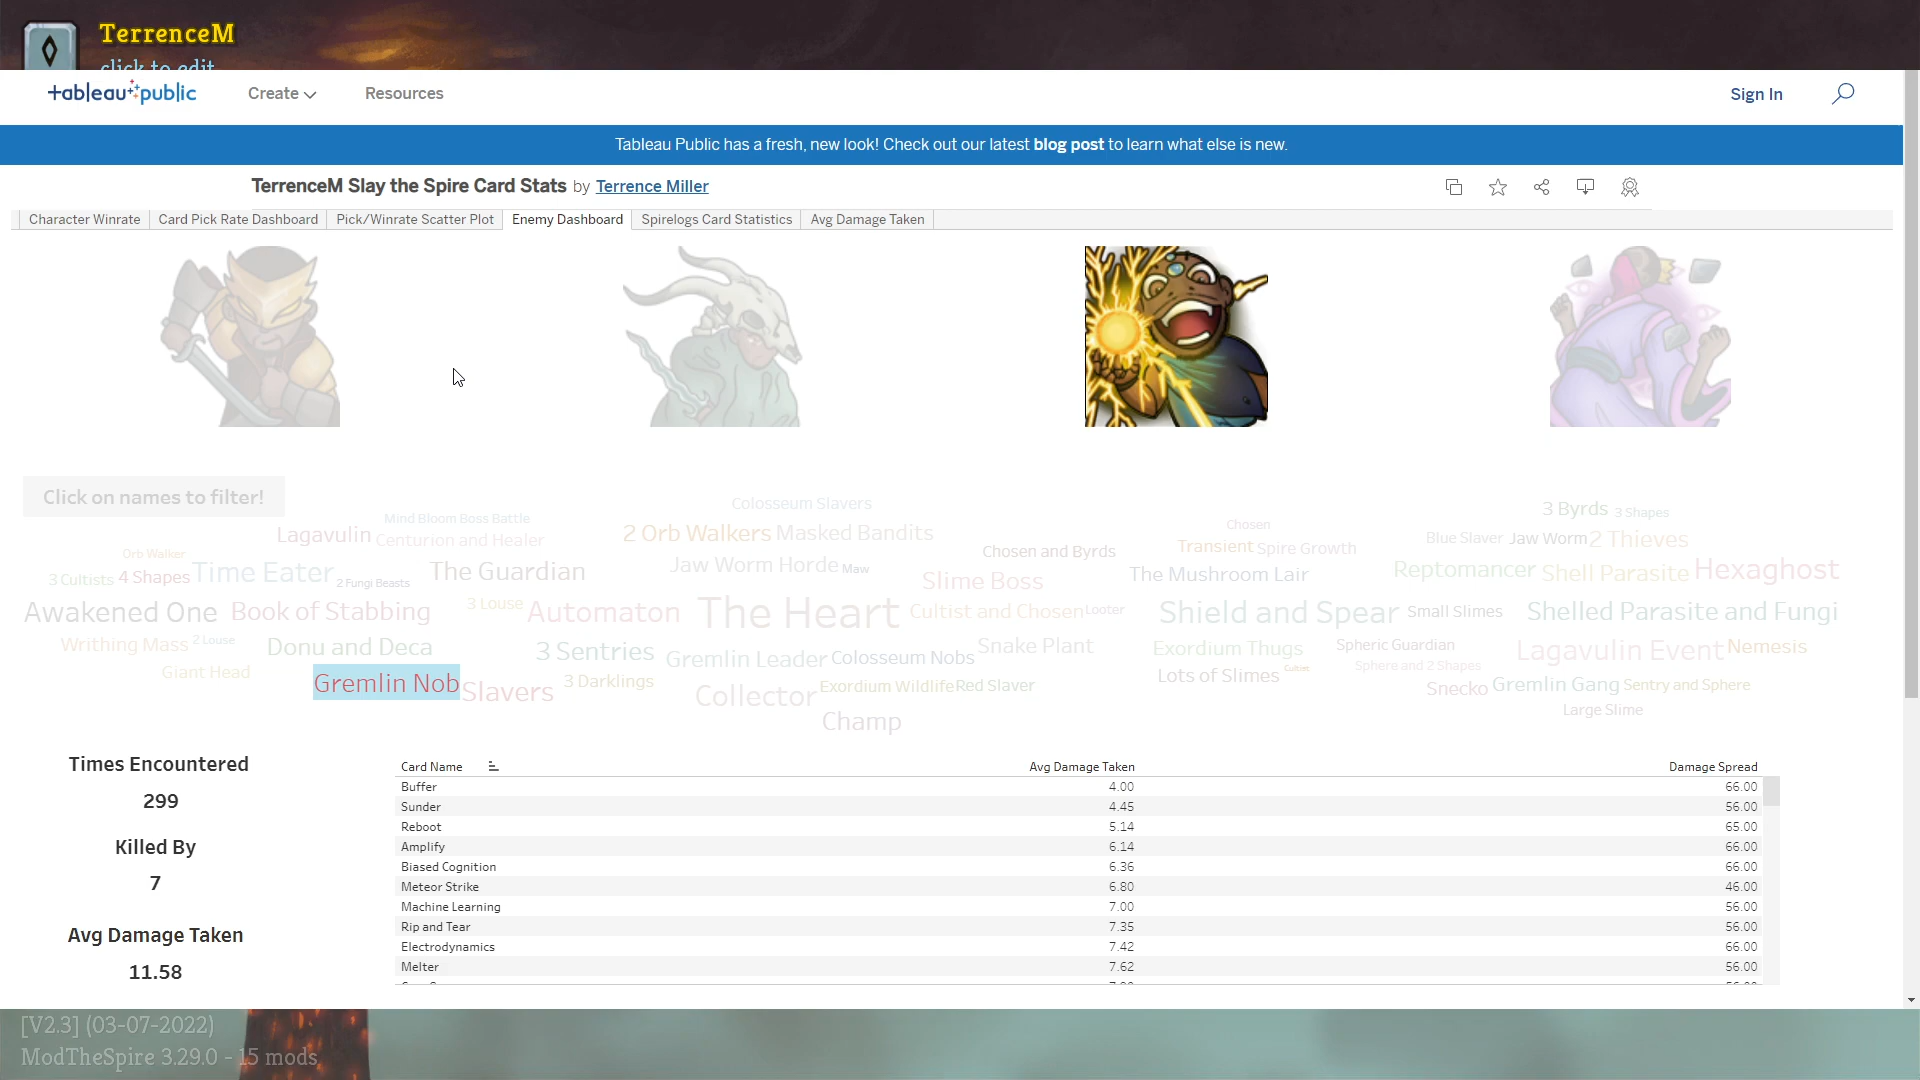 TerrenceM
click to edit
+ableau public
Create
Resources
Sign In
Tableau Public has a fresh, new look! Check out our latest blog post to learn what else is new.
TerrenceM Slay the Spire Card Stats by Terrence Miller
Character Winrate
Card Pick Rate Dashboard
Pick/Winrate Scatter Plot
Enemy Dashboard
Spirelogs Card Statistics
Avg Damage Taken
Click on names to filter!
Colosseum Slavers
3 Byrds
3 Shapes
Mind Bloom Boss Battle
Chosen
Lagavulin
Centurion and Healer
2 Orb Walkers
Masked Bandits
Blue Slaver
Jaw Worm
2 Thieves
Orb Walker
Chosen and Byrds
Transient
Spire Growth
3 Cultists
4 Shapes
Time Eater
2 Fungi Beasts
The Guardian
Jaw Worm Horde
Maw
Slime Boss
The Mushroom Lair
Reptomancer
Shell Parasite
Hexaghost
Awakened One
Book of Stabbing
3 Louse
Automaton
The Heart
Cultist and Chosen
Looter
Shield and Spear
Small Slimes
Shelled Parasite and Fungi
Writhing Mass
2 Louse
Donu and Deca
3 Sentries
Gremlin Leader
Colosseum Nobs
Snake Plant
Exordium Thugs
Spheric Guardian
Lagavulin Event
Nemesis
Giant Head
Gremlin Nob
Slavers
3 Darklings
Collector
Exordium Wildlife
Red Slaver
Lots of Slimes
Cultist
Sphere and 2 Shapes
Snecko
Gremlin Gang
Sentry and Sphere
Champ
Large Slime
Times Encountered
299
Killed By
7
Avg Damage Taken
11.58
Card Name Avg Damage Taken Damage Spread
Buffer 4.00 66.00
Sunder 4.45 56.00
Reboot 5.14 65.00
Amplify 6.14 66.00
Biased Cognition 6.36 66.00
Meteor Strike 6.80 46.00
Machine Learning 7.00 56.00
Rip and Tear 7.35 56.00
Electrodynamics 7.42 66.00
Melter 7.62 56.00
[V2.3] (03-07-2022)
ModTheSpire 3.29.0 - 15 mods